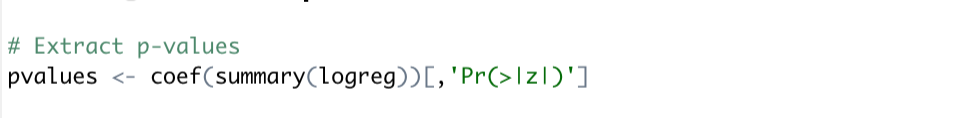 # Extract p-values
pvalues <- coef(summary(logreg))[,'Pr(>|z|)']